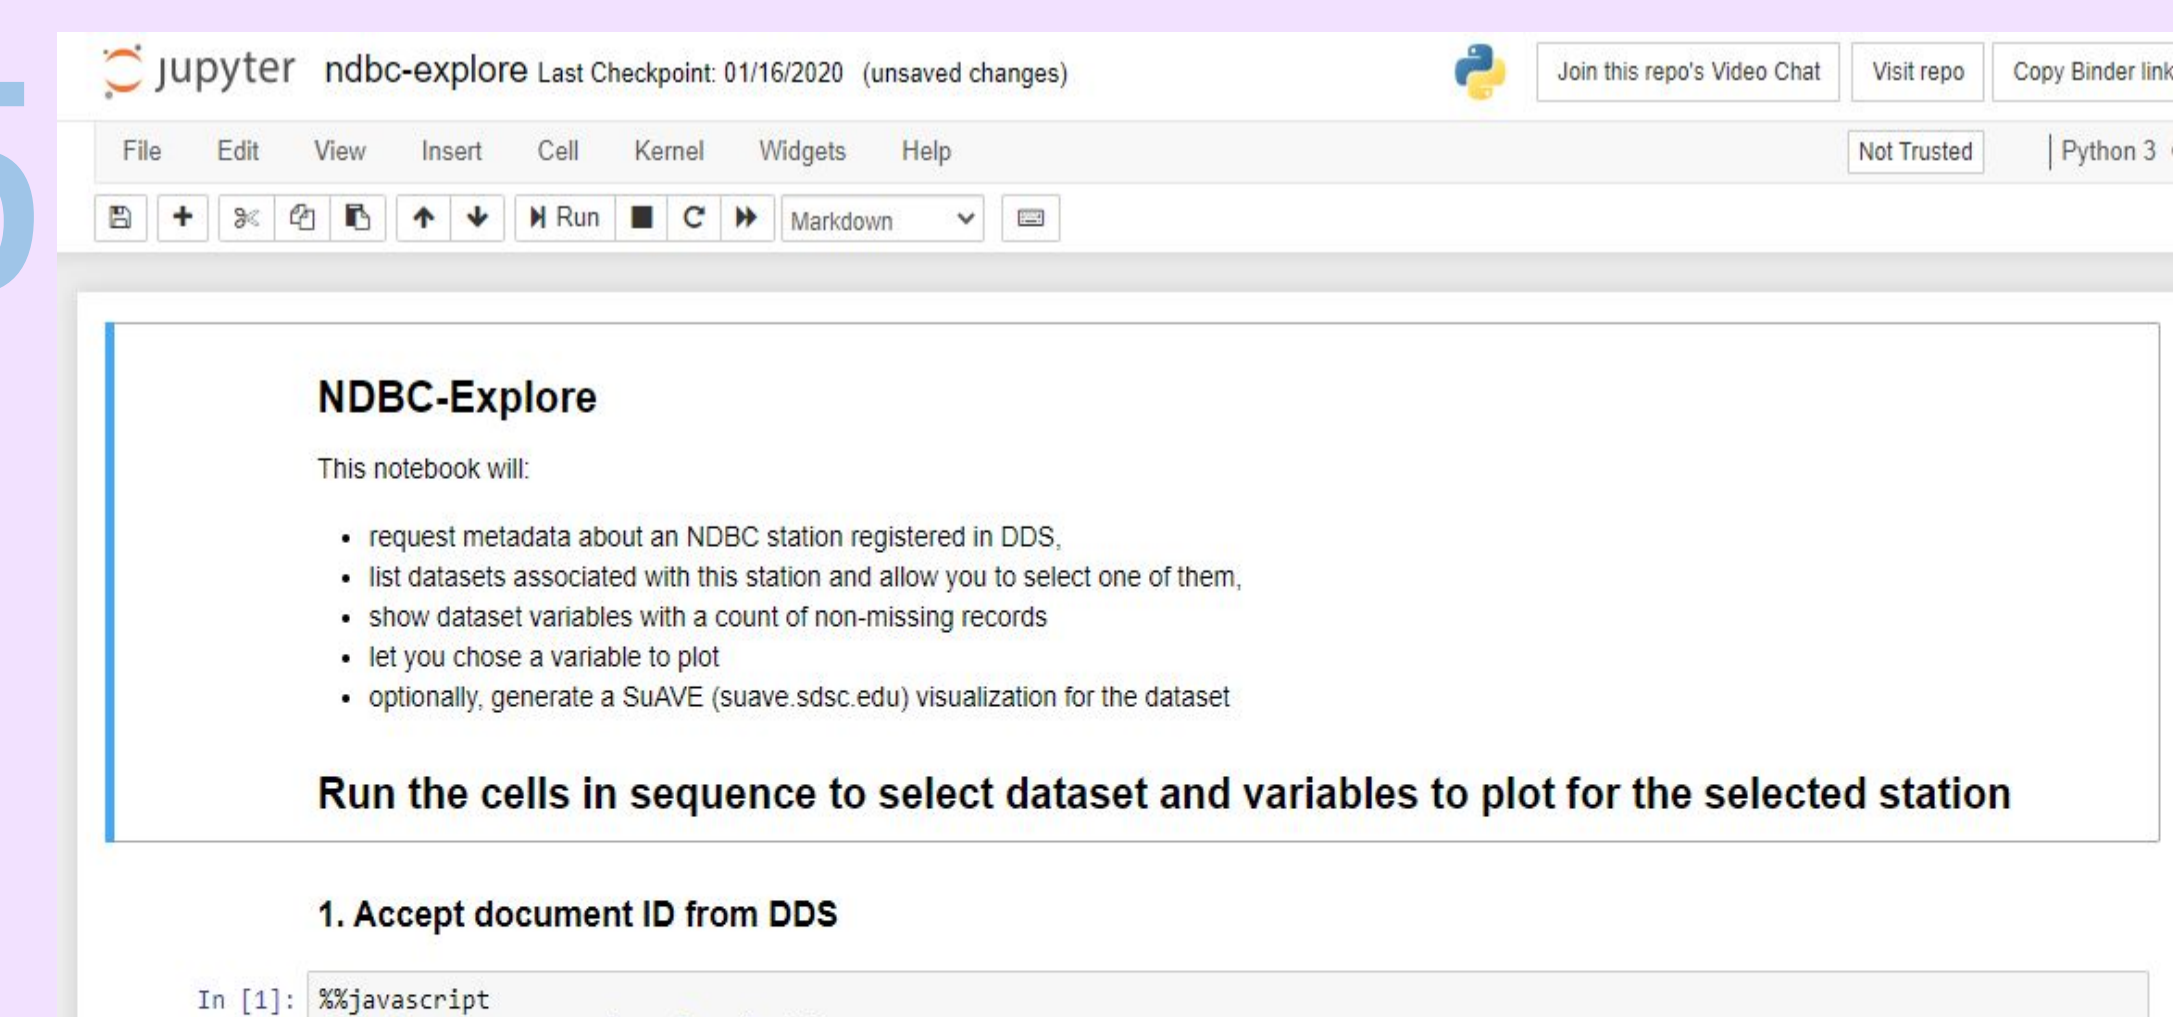 jupyter ndbc-explore Last Checkpoint: 01/16/2020 (unsaved changes) Join this repo's Video Chat Visit repo Copy Binder link
File Edit View Insert Cell Kernel Widgets Help Not Trusted Python 3
Run Markdown
NDBC-Explore
This notebook will:
• request metadata about an NDBC station registered in DDS,
• list datasets associated with this station and allow you to select one of them,
• show dataset variables with a count of non-missing records
• let you chose a variable to plot
• optionally, generate a SuAVE (suave.sdsc.edu) visualization for the dataset
Run the cells in sequence to select dataset and variables to plot for the selected station
1. Accept document ID from DDS
In [1]: %%javascript